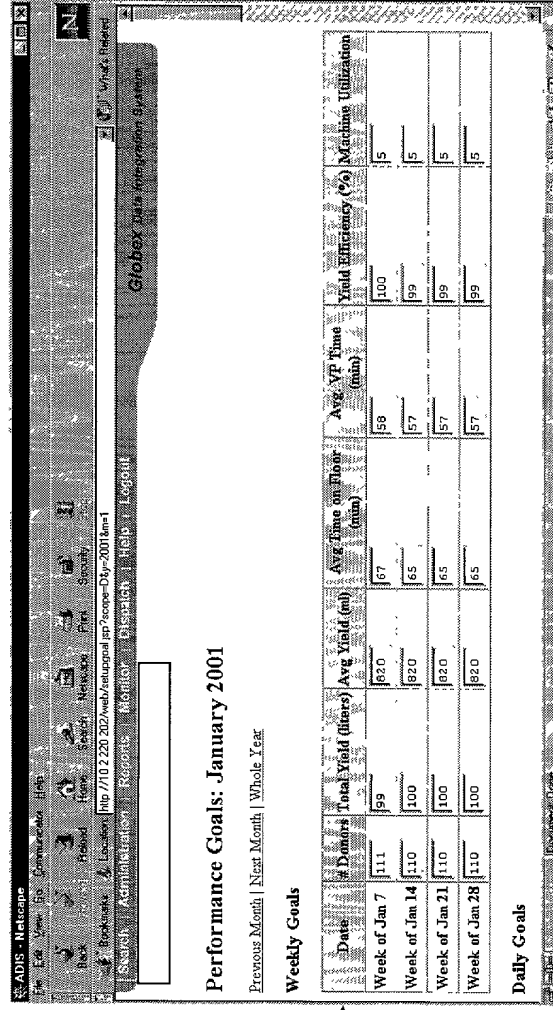 ADIS - Netscape
File Edit View Go Communicator Help
Back Reload Home Search Netscape Print Security
Bookmarks Location http //10 2 220 202/web/setupgoal jsp?scope=D&y=2001&m=1 What's Related
Search | Administration | Reports | Monitor | Dispatch | Help | Logout
Globex Data Integration System
Performance Goals: January 2001
Previous Month | Next Month | Whole Year
Weekly Goals
Date # Donors Total Yield (liters) Avg Yield (ml) Avg Time on Floor (min) Avg. VP Time (min) Yield Efficiency (%) Machine Utilization
Week of Jan 7 111 99 820 67 58 100 5
Week of Jan 14 110 100 820 65 57 99 5
Week of Jan 21 110 100 820 65 57 99 5
Week of Jan 28 110 100 820 65 57 99 5
Daily Goals
Document Done